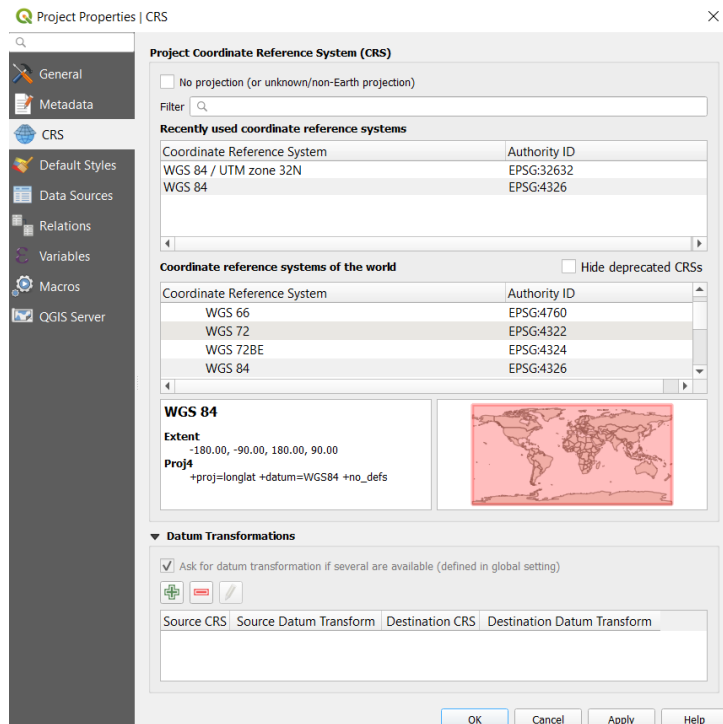 Project Properties | CRS
General
Metadata
CRS
Default Styles
Data Sources
Relations
Variables
Macros
QGIS Server
Project Coordinate Reference System (CRS)
No projection (or unknown/non-Earth projection)
Filter
Recently used coordinate reference systems
Coordinate Reference System Authority ID
WGS 84 / UTM zone 32N EPSG:32632
WGS 84 EPSG:4326
Coordinate reference systems of the world Hide deprecated CRSs
Coordinate Reference System Authority ID
WGS 66 EPSG:4760
WGS 72 EPSG:4322
WGS 72BE EPSG:4324
WGS 84 EPSG:4326
WGS 84
Extent
-180.00, -90.00, 180.00, 90.00
Proj4
+proj=longlat +datum=WGS84 +no_defs
Datum Transformations
Ask for datum transformation if several are available (defined in global setting)
Source CRS Source Datum Transform Destination CRS Destination Datum Transform
OK Cancel Apply Help